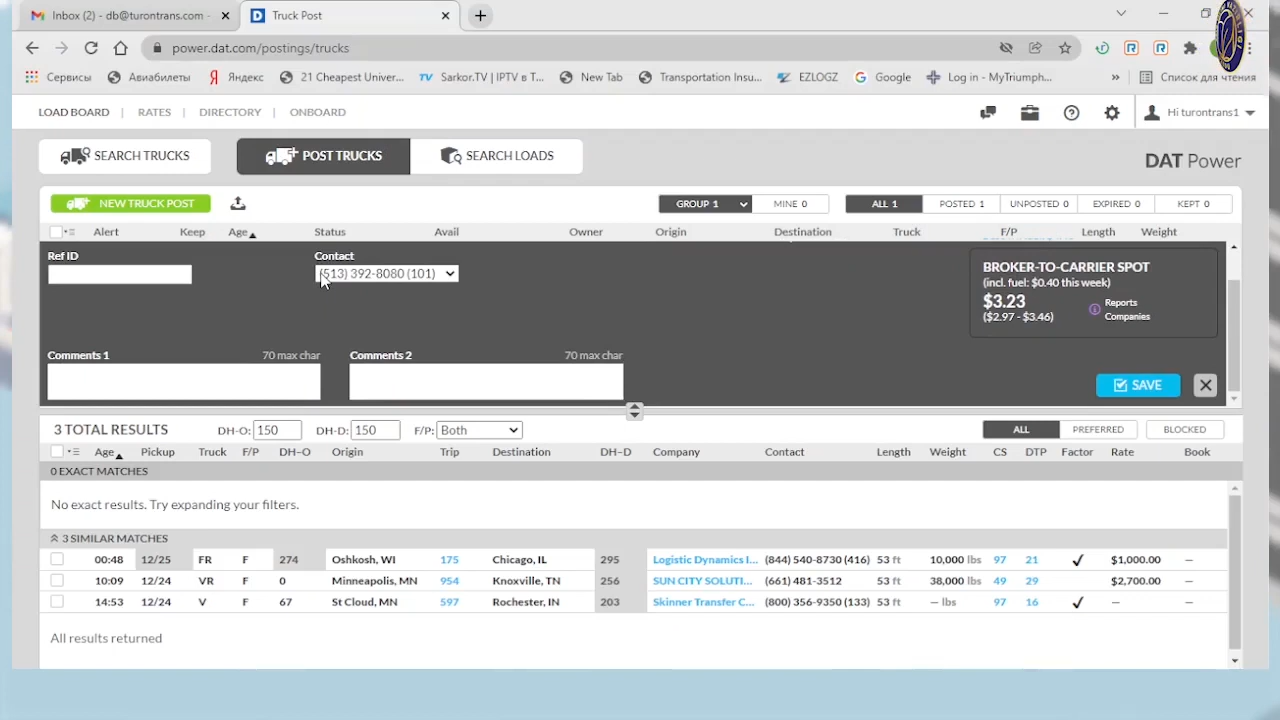 Inbox (2) - db@turontrans.com - Truck Post
power.dat.com/postings/trucks
Сервисы Авиабилеты Яндекс 21 Cheapest Univer... Sarkor.TV | IPTV в Т... New Tab Transportation Insu... EZLOGZ Google Log in - MyTriumph... » Список для чтения
LOAD BOARD | RATES | DIRECTORY | ONBOARD Hi turontrans1
SEARCH TRUCKS POST TRUCKS SEARCH LOADS DAT Power
NEW TRUCK POST GROUP 1 MINE 0 ALL 1 POSTED 1 UNPOSTED 0 EXPIRED 0 KEPT 0
Alert Keep Age Status Avail Owner Origin Destination Truck F/P Length Weight
Ref ID Contact
(513) 392-8080 (101)
BROKER-TO-CARRIER SPOT
(incl. fuel: $0.40 this week)
$3.23 Reports
($2.97 - $3.46) Companies
Comments 1 70 max char Comments 2 70 max char
SAVE
3 TOTAL RESULTS DH-O: 150 DH-D: 150 F/P: Both ALL PREFERRED BLOCKED
Age Pickup Truck F/P DH-O Origin Trip Destination DH-D Company Contact Length Weight CS DTP Factor Rate Book
0 EXACT MATCHES
No exact results. Try expanding your filters.
3 SIMILAR MATCHES
00:48 12/25 FR F 274 Oshkosh, WI 175 Chicago, IL 295 Logistic Dynamics I... (844) 540-8730 (416) 53 ft 10,000 lbs 97 21 ✓ $1,000.00 –
10:09 12/24 VR F 0 Minneapolis, MN 954 Knoxville, TN 256 SUN CITY SOLUTI... (661) 481-3512 53 ft 38,000 lbs 49 29 $2,700.00 –
14:53 12/24 V F 67 St Cloud, MN 597 Rochester, IN 203 Skinner Transfer C... (800) 356-9350 (133) 53 ft – lbs 97 16 ✓ – –
All results returned